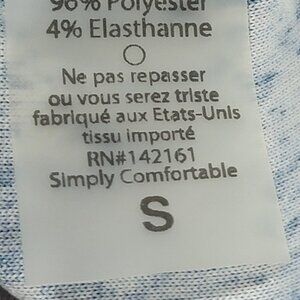 96% Polyester
4% Elasthanne
Ne pas repasser
ou vous serez triste
fabriqué aux Etats-Unis
tissu importé
RN#142161
Simply Comfortable
S